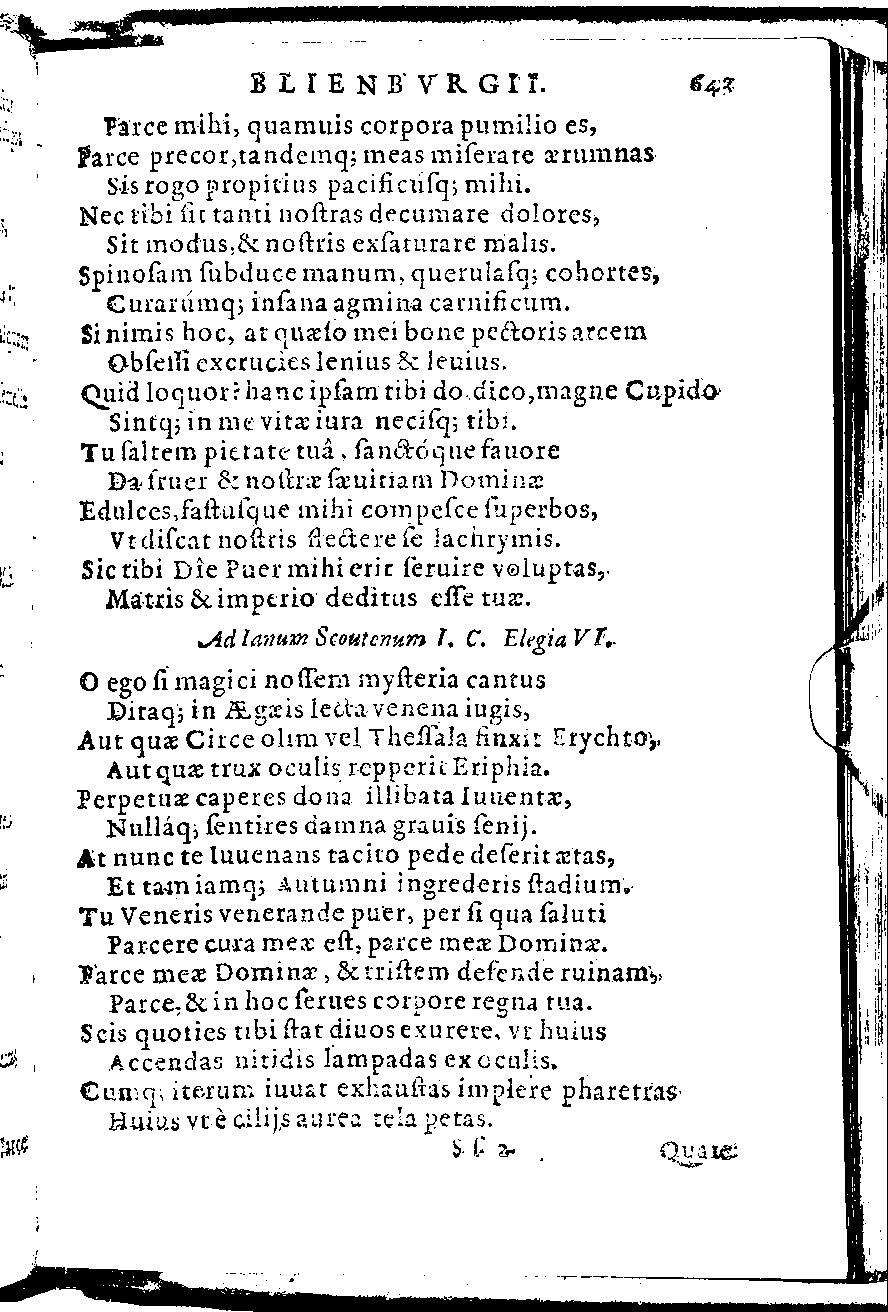 BLIENBVRGII. 643
Parce mihi, quamuis corpora pumilio es,
Parce precor, tandemq; meas miſerate ærumnas
Sis rogo propitius pacificuſq; mihi.
Nec tibi ſit tanti noſtras decumare dolores,
Sit modus, & noſtris exſaturare malis.
Spinoſam ſubduce manum, querulaſq; cohortes,
Curarúmq; inſana agmina carnificum.
Si nimis hoc, at quæſo mei bone pectoris arcem
Obſeſſi excrucies lenius & leuius.
Quid loquor? hanc ipſam tibi do, dico, magne Cupido
Sintq; in me vitæ iura neciſq; tibi.
Tu ſaltem pietate tuâ, ſanctóque fauore
Da fruer & noſtræ ſæuitiam Dominæ
Edulces, faſtuſque mihi compeſce ſuperbos,
Vt diſcat noſtris flectere ſe lachrymis.
Sic tibi Dîe Puer mihi erit ſeruire voluptas,
Matris & imperio deditus eſſe tuæ.
Ad Ianum Scoutenum I. C. Elegia VI.
O ego ſi magici noſſem myſteria cantus
Diraq; in Ægæis lecta venena iugis,
Aut quæ Circe olim vel Theſſala finxit Erychto,
Aut quæ trux oculis repperit Eriphia.
Perpetuæ caperes dona illibata Iuuentæ,
Nulláq; ſentires damna grauis ſenij.
At nunc te Iuuenans tacito pede deſerit ætas,
Et tam iamq; Autumni ingrederis ſtadium.
Tu Veneris venerande puer, per ſi qua ſaluti
Parcere cura meæ eſt, parce meæ Dominæ.
Parce meæ Dominæ, & triſtem defende ruinam,
Parce, & in hoc ſerues corpore regna tua.
Scis quoties tibi ſtat diuos exurere, vt huius
Accendas nitidis lampadas ex oculis.
Cumq; iterum iuuat exhauſtas implere pharetras
Huius vt è cilijs aurea tela petas.
S ſ 2 Quare